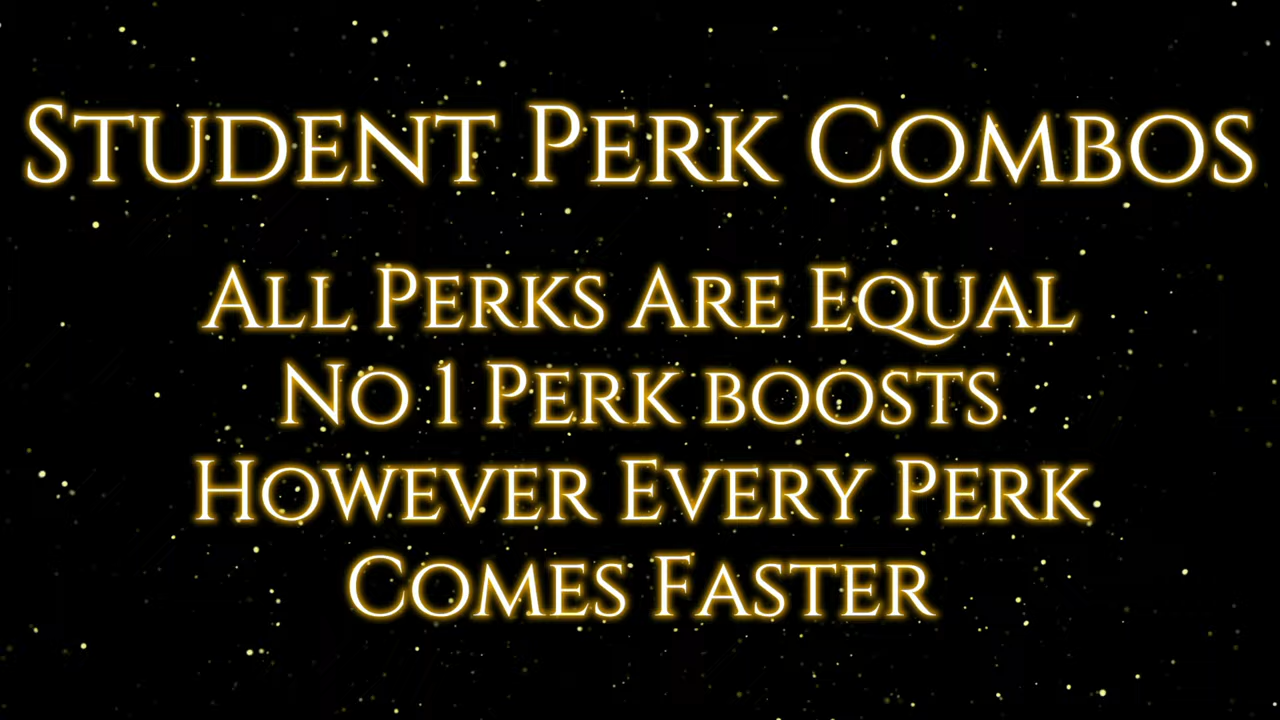 Student Perk Combos
All Perks Are Equal
No 1 Perk boosts
However Every Perk
Comes Faster